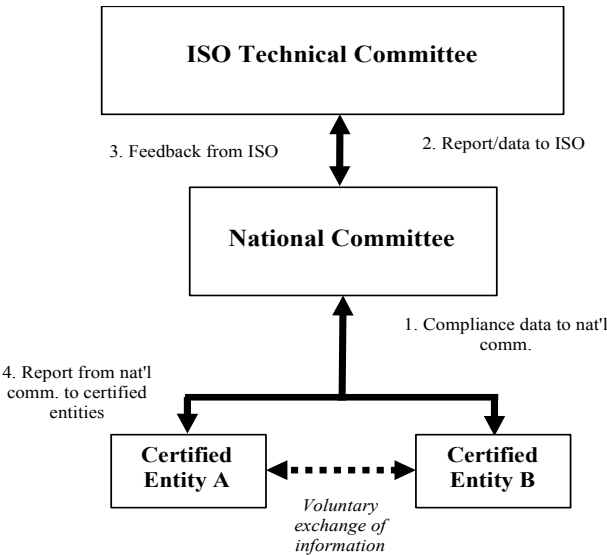 ISO Technical Committee
3. Feedback from ISO
2. Report/data to ISO
National Committee
1. Compliance data to nat'l
comm.
4. Report from nat'l
comm. to certified
entities
Certified
Entity A
Certified
Entity B
Voluntary
exchange of
information